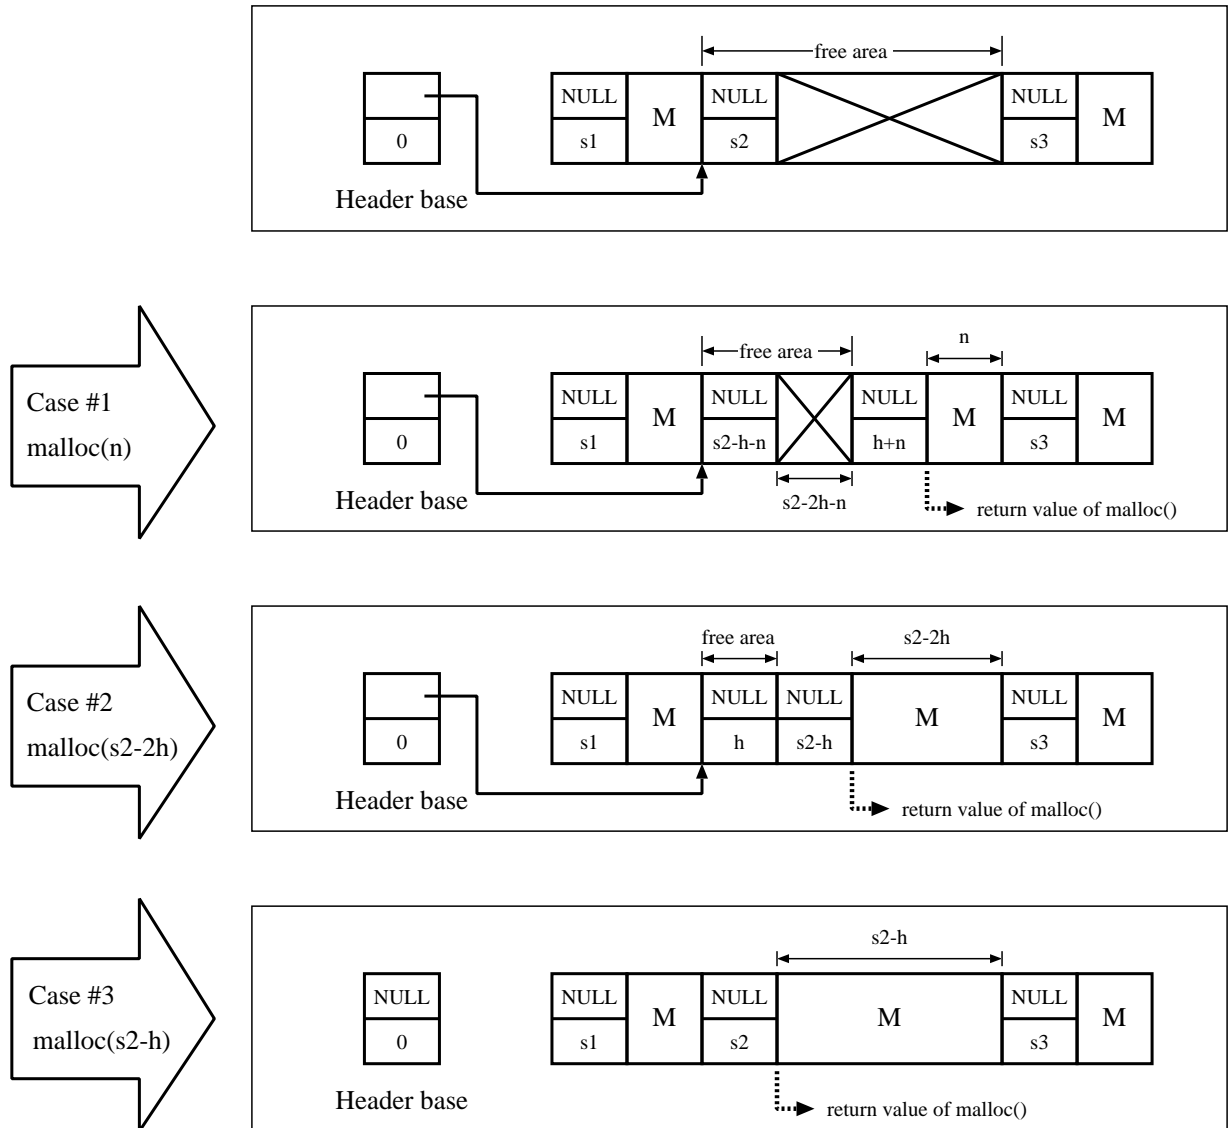 free area
NULL NULL NULL
M M
0 s1 s2 s3
Header base
Case #1
malloc(n)
n
free area
NULL NULL NULL NULL
M M M
0 s1 s2-h-n h+n s3
Header base
s2-2h-n
return value of malloc()
Case #2
malloc(s2-2h)
free area s2-2h
NULL NULL NULL NULL
M M M
0 s1 h s2-h s3
Header base
return value of malloc()
Case #3
malloc(s2-h)
s2-h
NULL NULL NULL NULL
M M M
0 s1 s2 s3
Header base
return value of malloc()